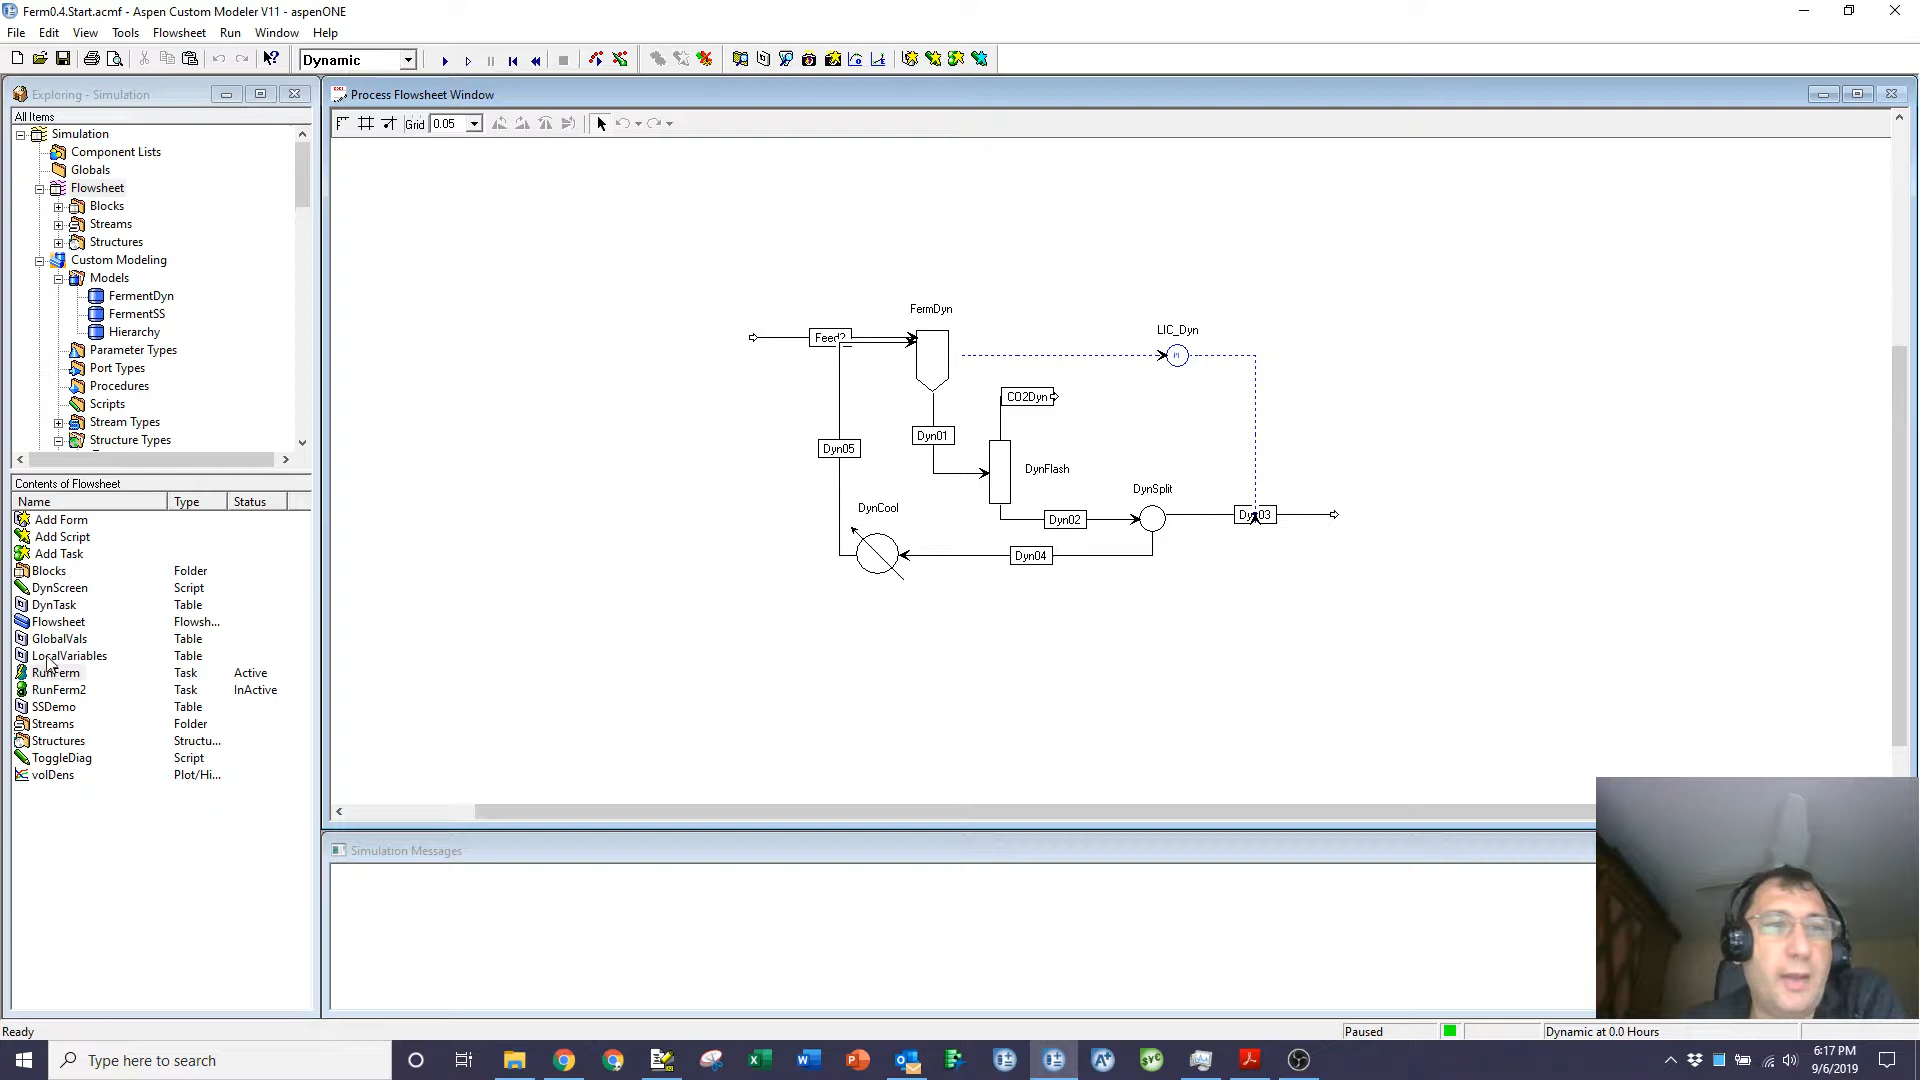 Ferm0.4.Start.acmf - Aspen Custom Modeler V11 - aspenONE
File Edit View Tools Flowsheet Run Window Help
Dynamic
Exploring - Simulation
All Items
Simulation
Component Lists
Globals
Flowsheet
Blocks
Streams
Structures
Custom Modeling
Models
FermentDyn
FermentSS
Hierarchy
Parameter Types
Port Types
Procedures
Scripts
Stream Types
Structure Types
Contents of Flowsheet
Name Type Status
Add Form
Add Script
Add Task
Blocks Folder
DynScreen Script
DynTask Table
Flowsheet Flowsh...
GlobalVals Table
LocalVariables Table
RunFerm Task Active
RunFerm2 Task InActive
SSDemo Table
Streams Folder
Structures Structu...
ToggleDiag Script
volDens Plot/Hi...
Process Flowsheet Window
Grid 0.05
FermDyn
Feed2
LIC_Dyn
PI
CO2Dyn
Dyn01
Dyn05
DynFlash
DynSplit
DynCool
Dyn02
Dyn03
Dyn04
Simulation Messages
Ready
Paused
Dynamic at 0.0 Hours
Type here to search
6:17 PM
9/6/2019